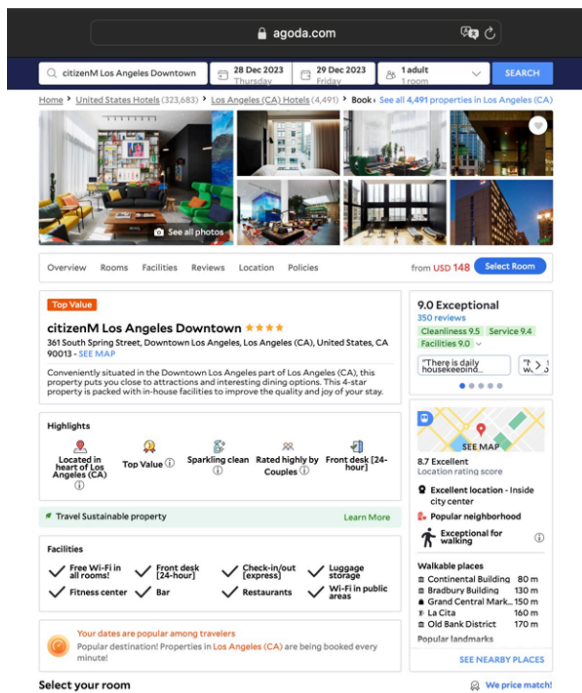 agoda.com
citizenM Los Angeles Downtown
28 Dec 2023
Thursday
29 Dec 2023
Friday
1 adult
1 room
SEARCH
Home > United States Hotels (323,683) > Los Angeles (CA) Hotels (4,491) > Book
See all 4,491 properties in Los Angeles (CA)
See all photos
Overview Rooms Facilities Reviews Location Policies
from USD 148
Select Room
Top Value
citizenM Los Angeles Downtown
361 South Spring Street, Downtown Los Angeles, Los Angeles (CA), United States, CA
90013 - SEE MAP
Conveniently situated in the Downtown Los Angeles part of Los Angeles (CA), this
property puts you close to attractions and interesting dining options. This 4-star
property is packed with in-house facilities to improve the quality and joy of your stay.
Highlights
Located in
heart of Los
Angeles (CA)
Top Value
Sparkling clean
Rated highly by
Couples
Front desk [24-
hour]
Travel Sustainable property
Learn More
Facilities
Free Wi-Fi in
all rooms!
Front desk
[24-hour]
Check-in/out
[express]
Luggage
storage
Fitness center
Bar
Restaurants
Wi-Fi in public
areas
Your dates are popular among travelers
Popular destination! Properties in Los Angeles (CA) are being booked every
minute!
Select your room
9.0 Exceptional
350 reviews
Cleanliness 9.5 Service 9.4
Facilities 9.0
"There is daily
housekeeping...
SEE MAP
8.7 Excellent
Location rating score
Excellent location - Inside
city center
Popular neighborhood
Exceptional for
walking
Walkable places
Continental Building 80 m
Bradbury Building 130 m
Grand Central Mark... 150 m
La Cita 160 m
Old Bank District 170 m
Popular landmarks
SEE NEARBY PLACES
We price match!